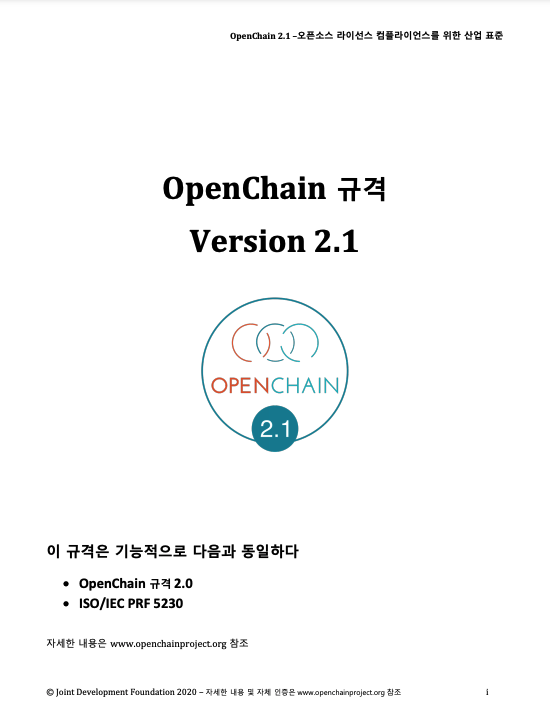 OpenChain 2.1 –오픈소스 라이선스 컴플라이언스를 위한 산업 표준
OpenChain 규격
Version 2.1
OPENCHAIN
2.1
이 규격은 기능적으로 다음과 동일하다
• OpenChain 규격 2.0
• ISO/IEC PRF 5230
자세한 내용은 www.openchainproject.org 참조
© Joint Development Foundation 2020 – 자세한 내용 및 자체 인증은 www.openchainproject.org 참조 i